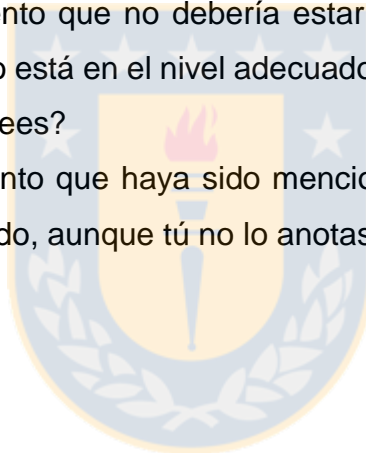 ento que no debería estar
o está en el nivel adecuado
ees?
nto que haya sido mencio
do, aunque tú no lo anotas